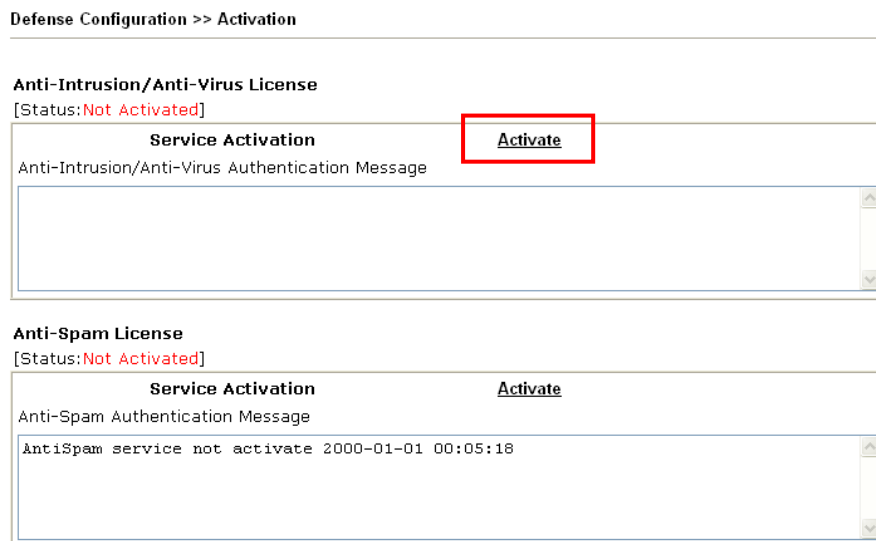 Defense Configuration >> Activation
Anti-Intrusion/Anti-Virus License
[Status:Not Activated]
Service Activation Activate
Anti-Intrusion/Anti-Virus Authentication Message
Anti-Spam License
[Status:Not Activated]
Service Activation Activate
Anti-Spam Authentication Message
AntiSpam service not activate 2000-01-01 00:05:18